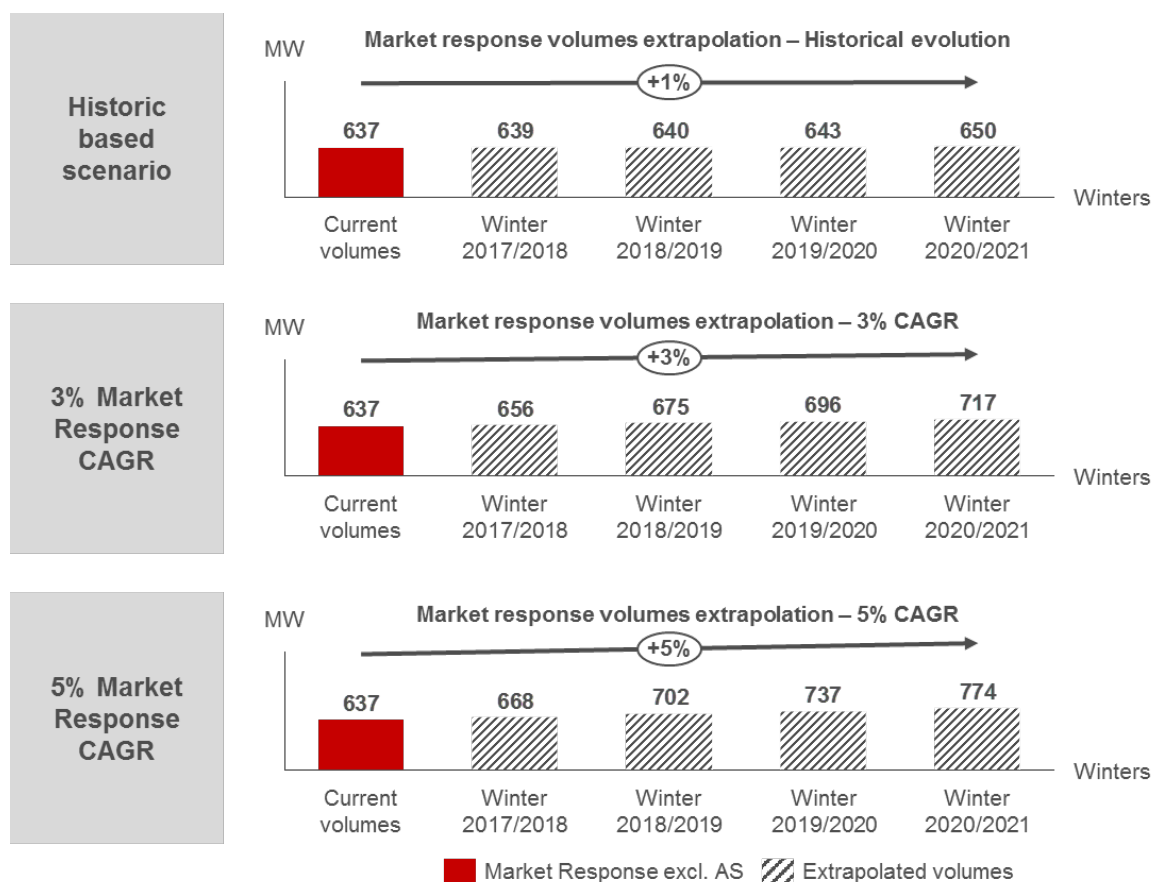 Historic
based
scenario
MW
Market response volumes extrapolation – Historical evolution
+1%
637
639
640
643
650
Winters
Current
volumes
Winter
2017/2018
Winter
2018/2019
Winter
2019/2020
Winter
2020/2021
3% Market
Response
CAGR
MW
Market response volumes extrapolation – 3% CAGR
+3%
637
656
675
696
717
Winters
Current
volumes
Winter
2017/2018
Winter
2018/2019
Winter
2019/2020
Winter
2020/2021
5% Market
Response
CAGR
MW
Market response volumes extrapolation – 5% CAGR
+5%
637
668
702
737
774
Winters
Current
volumes
Winter
2017/2018
Winter
2018/2019
Winter
2019/2020
Winter
2020/2021
Market Response excl. AS
Extrapolated volumes